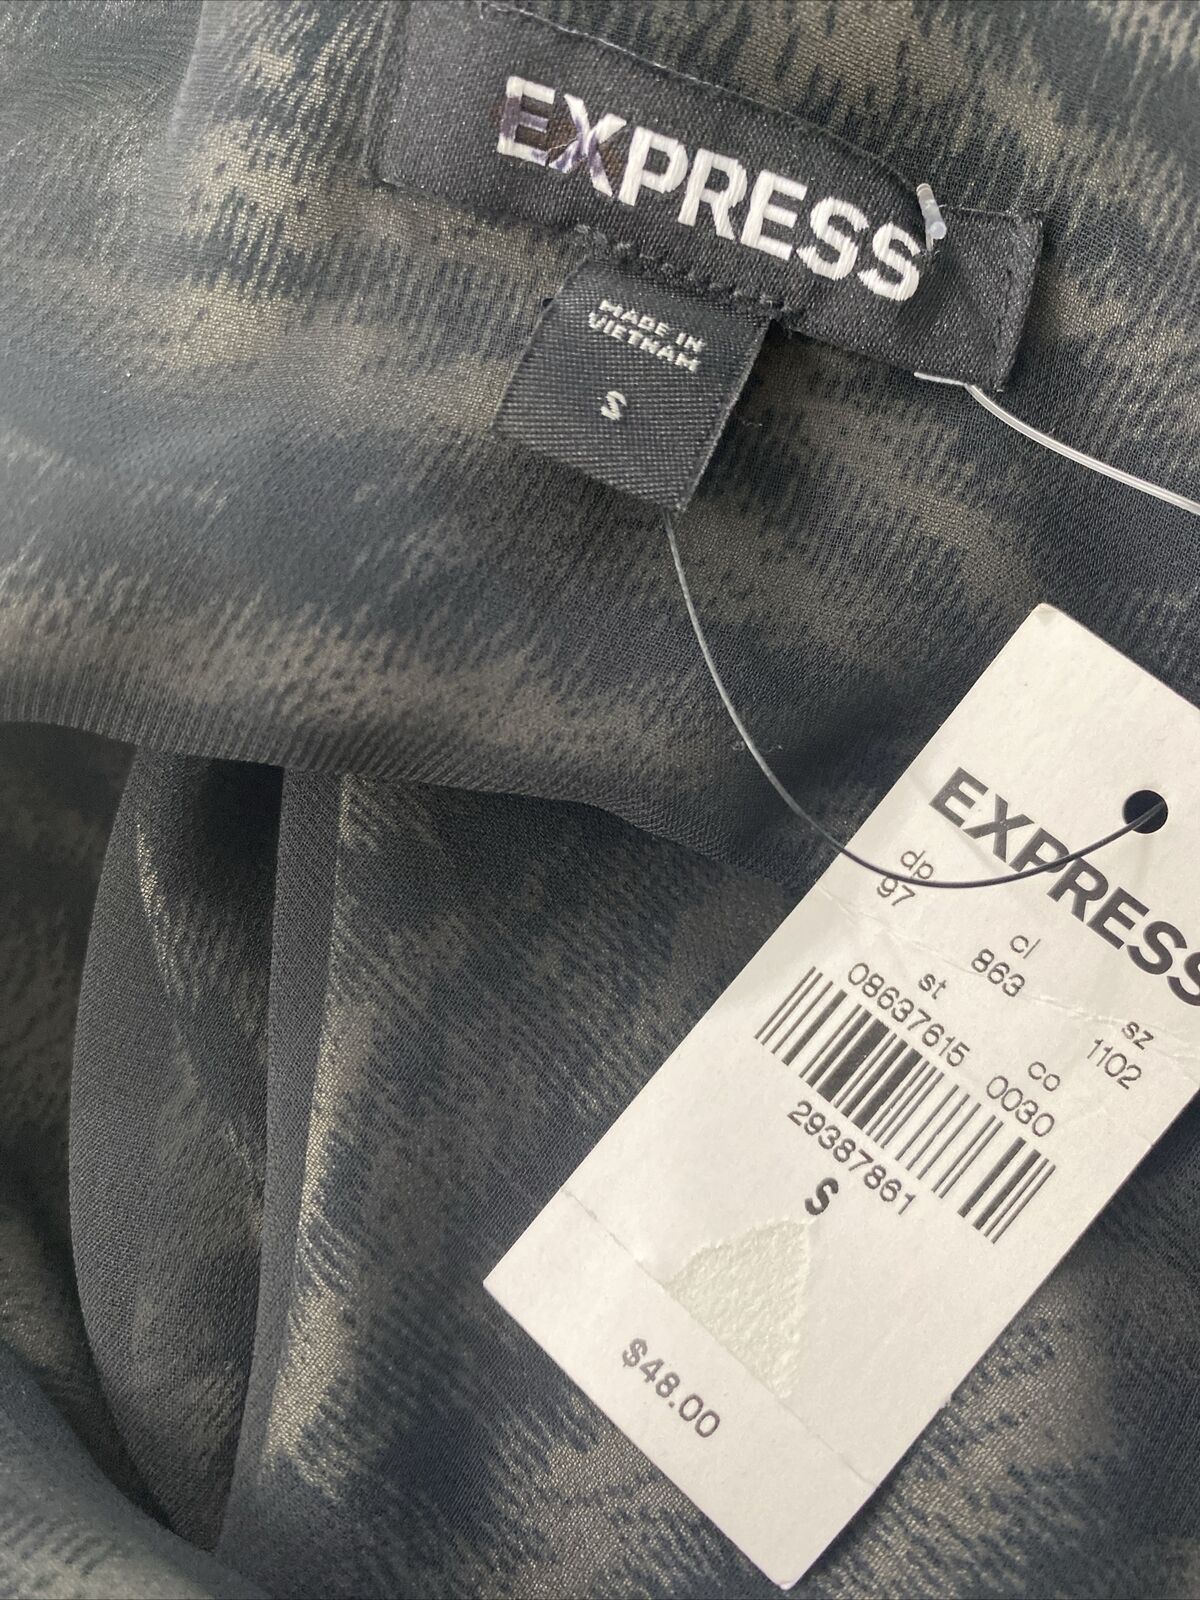 EXPRESS
MADE IN
VIETNAM
S
EXPRESS
dp cl sz
97 863 1102
st co
08637615 0030
29387861
S
$48.00